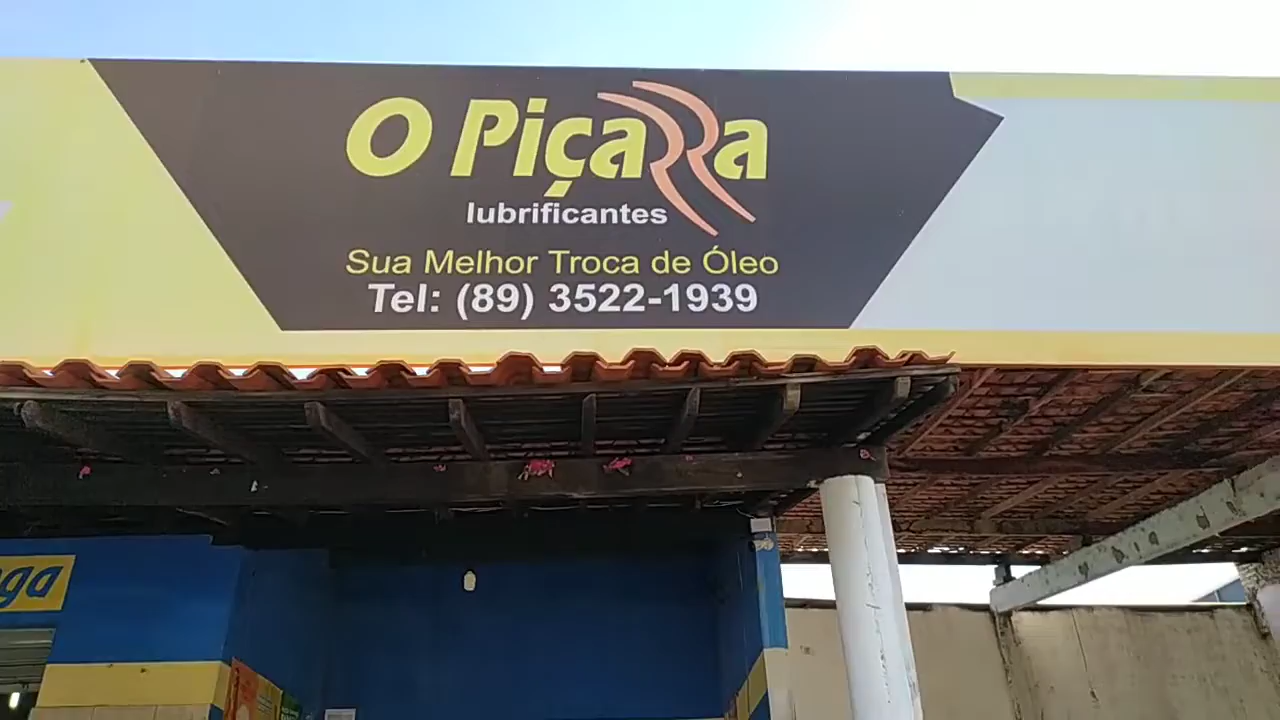 O Piçarra
lubrificantes
Sua Melhor Troca de Óleo
Tel: (89) 3522-1939